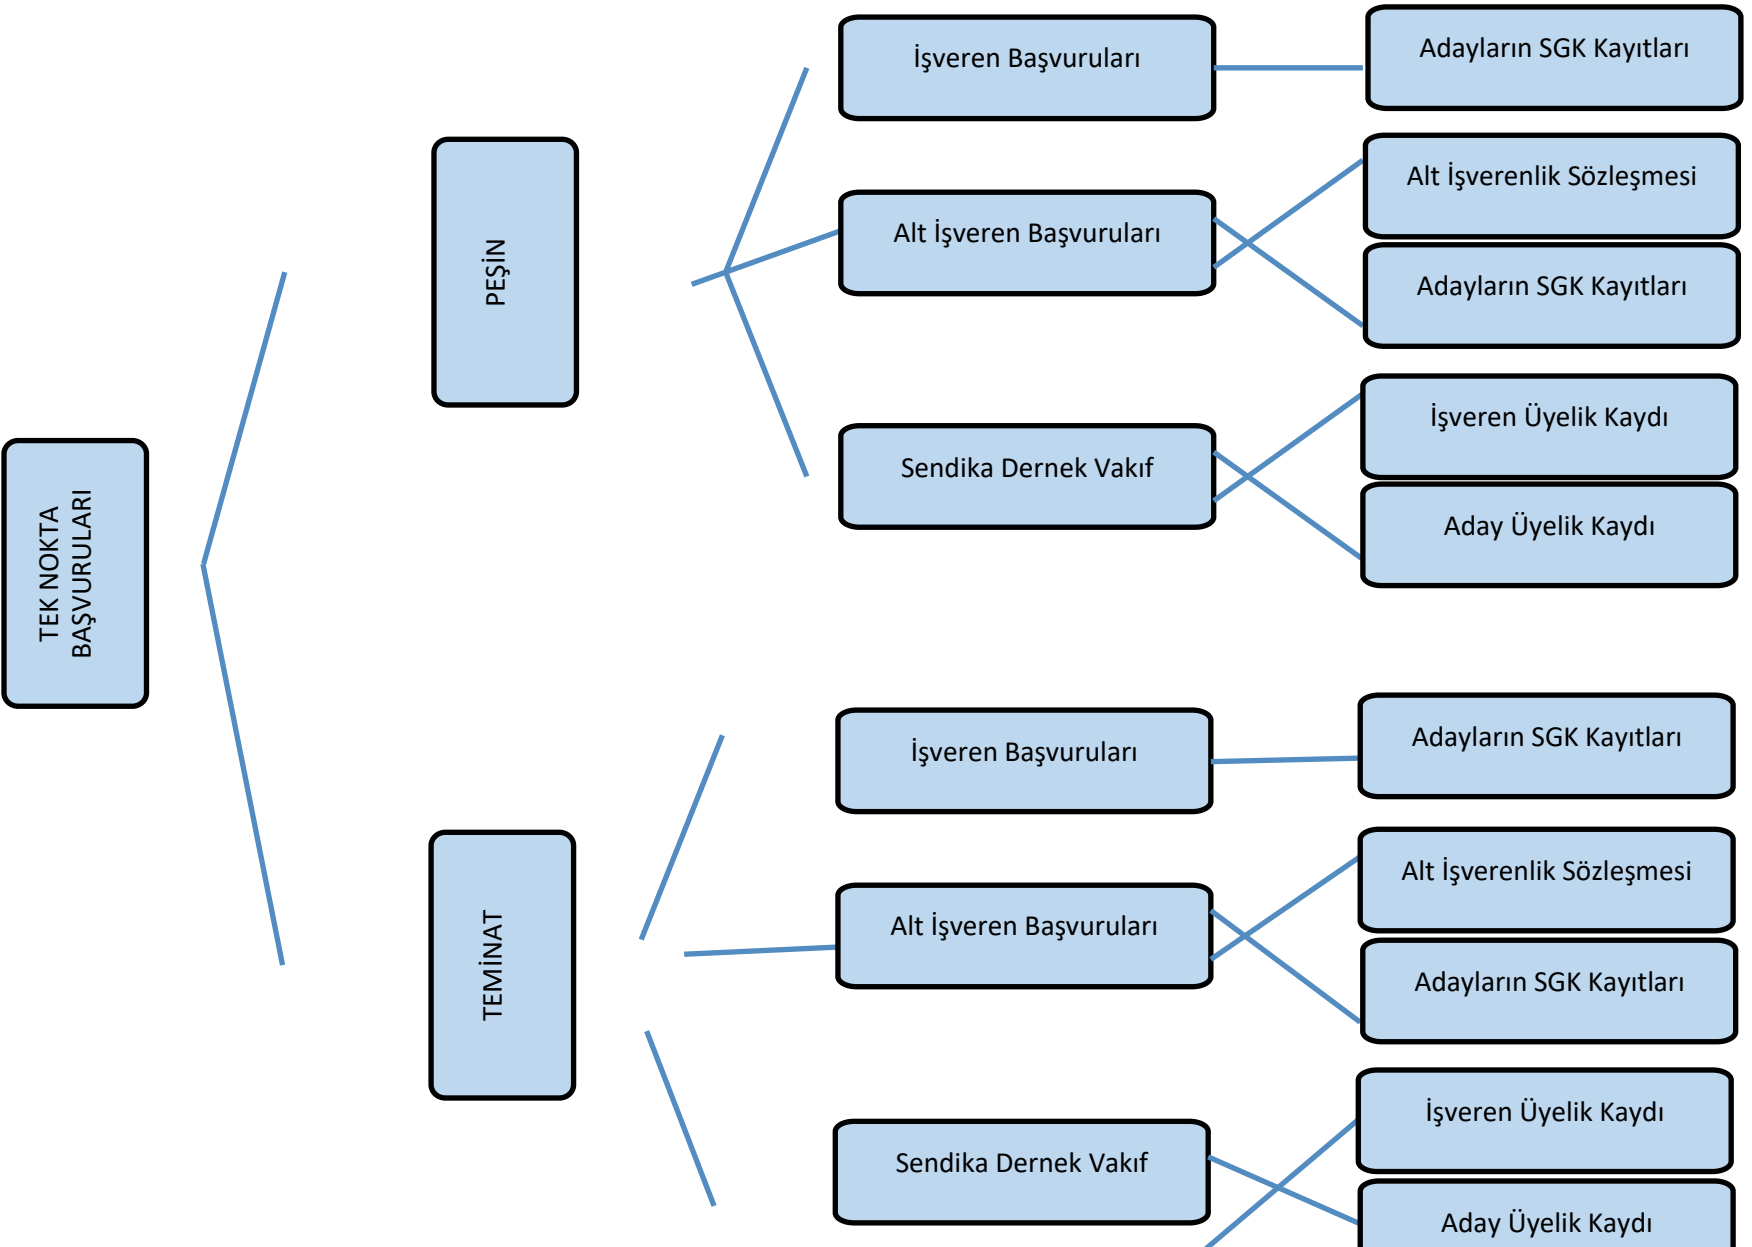 TEK NOKTA
BAŞVURULARI
PEŞİN
İşveren Başvuruları
Adayların SGK Kayıtları
Alt İşveren Başvuruları
Alt İşverenlik Sözleşmesi
Adayların SGK Kayıtları
Sendika Dernek Vakıf
İşveren Üyelik Kaydı
Aday Üyelik Kaydı
TEMİNAT
İşveren Başvuruları
Adayların SGK Kayıtları
Alt İşveren Başvuruları
Alt İşverenlik Sözleşmesi
Adayların SGK Kayıtları
Sendika Dernek Vakıf
İşveren Üyelik Kaydı
Aday Üyelik Kaydı